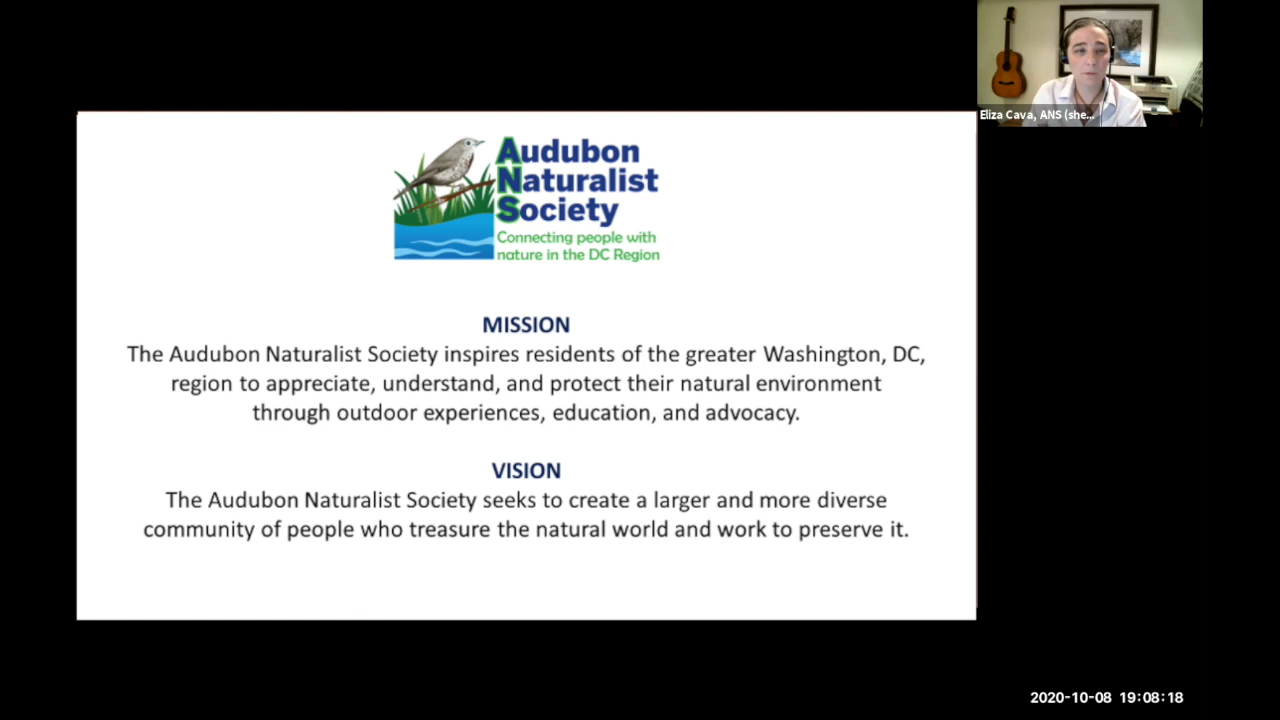 Eliza Cava, ANS (she...
Audubon
Naturalist
Society
Connecting people with
nature in the DC Region
MISSION
The Audubon Naturalist Society inspires residents of the greater Washington, DC,
region to appreciate, understand, and protect their natural environment
through outdoor experiences, education, and advocacy.
VISION
The Audubon Naturalist Society seeks to create a larger and more diverse
community of people who treasure the natural world and work to preserve it.
2020-10-08 19:08:18